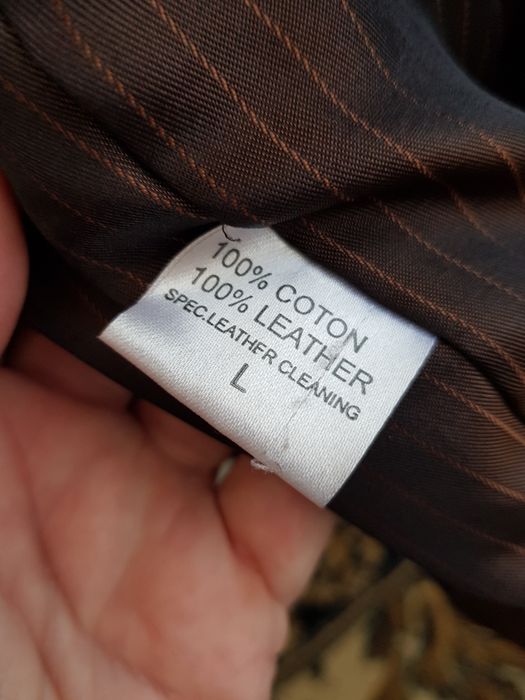 100% COTON
100% LEATHER
SPEC.LEATHER CLEANING
L